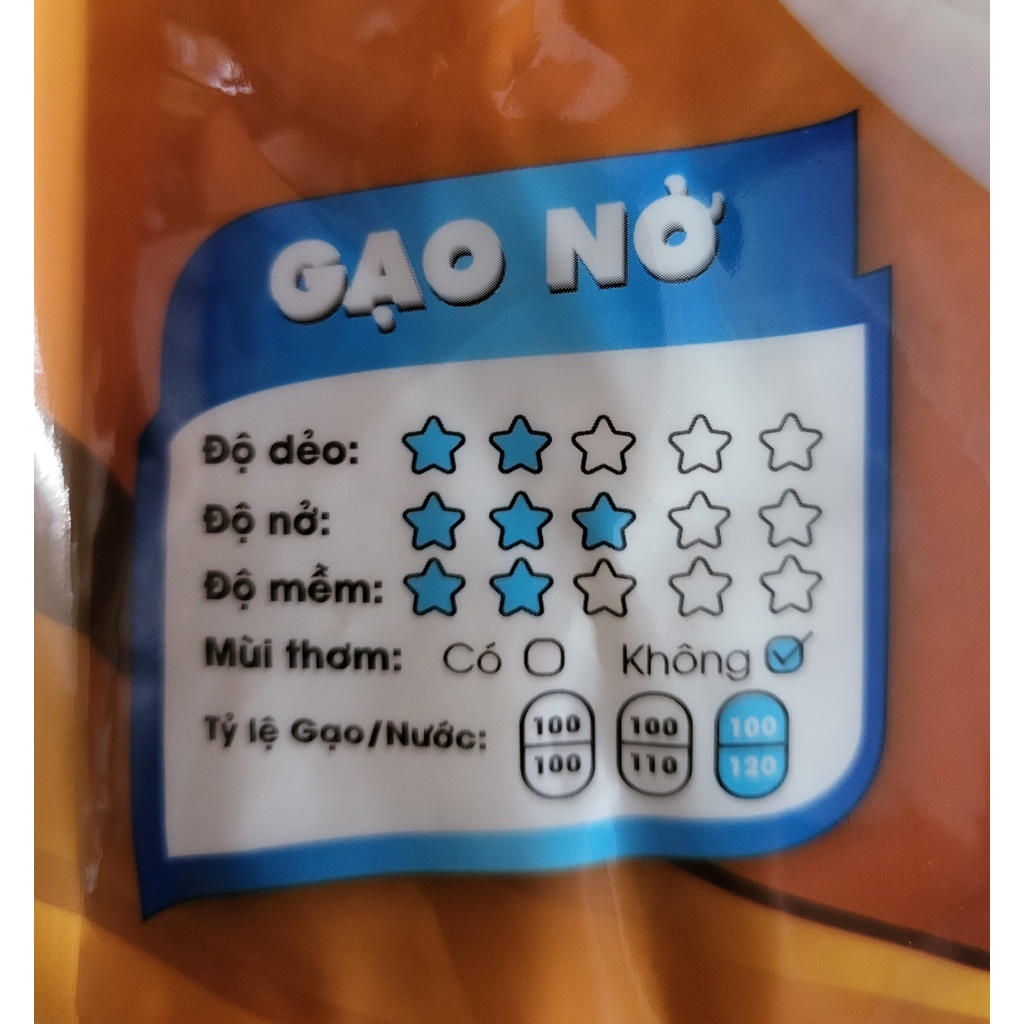 GẠO NỞ
Độ dẻo:
Độ nở:
Độ mềm:
Mùi thơm: Có Không
Tỷ lệ Gạo/Nước: 100/100 100/110 100/120